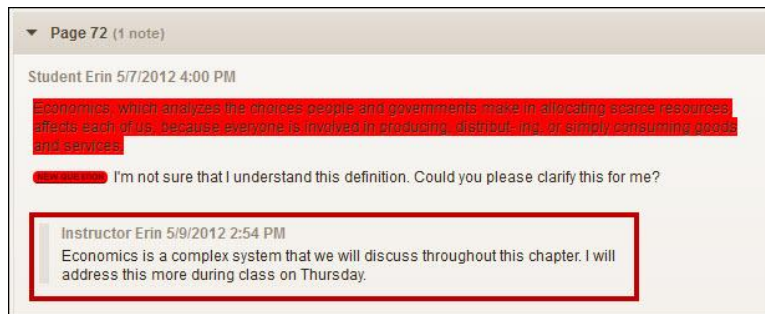 Page 72 (1 note)
Student Erin 5/7/2012 4:00 PM
Economics, which analyzes the choices people and governments make in allocating scarce resources,
affects each of us, because everyone is involved in producing, distribut,-ing, or simply consuming goods
and services.
NEW QUESTION I'm not sure that I understand this definition. Could you please clarify this for me?
Instructor Erin 5/9/2012 2:54 PM
Economics is a complex system that we will discuss throughout this chapter. I will
address this more during class on Thursday.